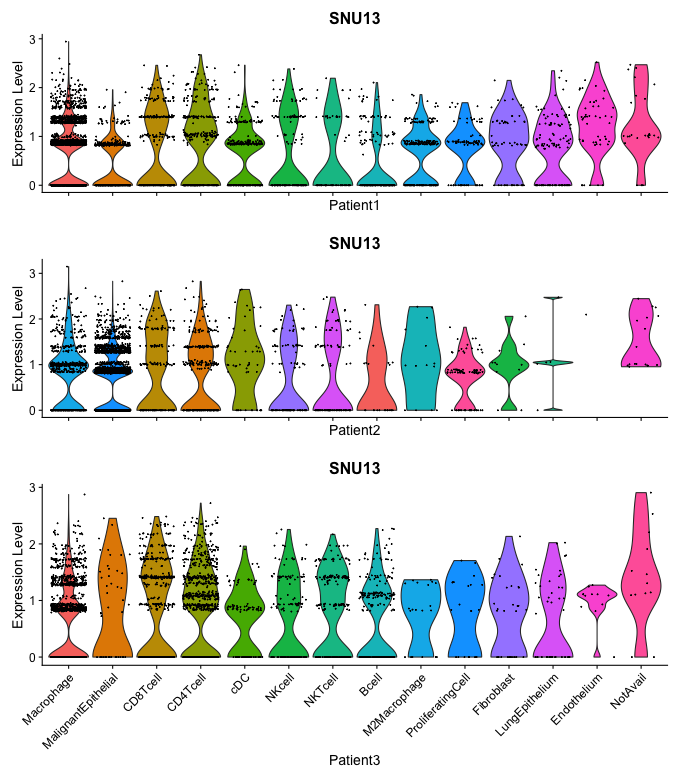 SNU13
Expression Level
3
2
1
0
Patient1
SNU13
Expression Level
3
2
1
0
Patient2
SNU13
Expression Level
3
2
1
0
Macrophage
MalignantEpithelial
CD8Tcell
CD4Tcell
cDC
NKcell
NKTcell
Bcell
M2Macrophage
ProliferatingCell
Fibroblast
LungEpithelium
Endothelium
NotAvail
Patient3